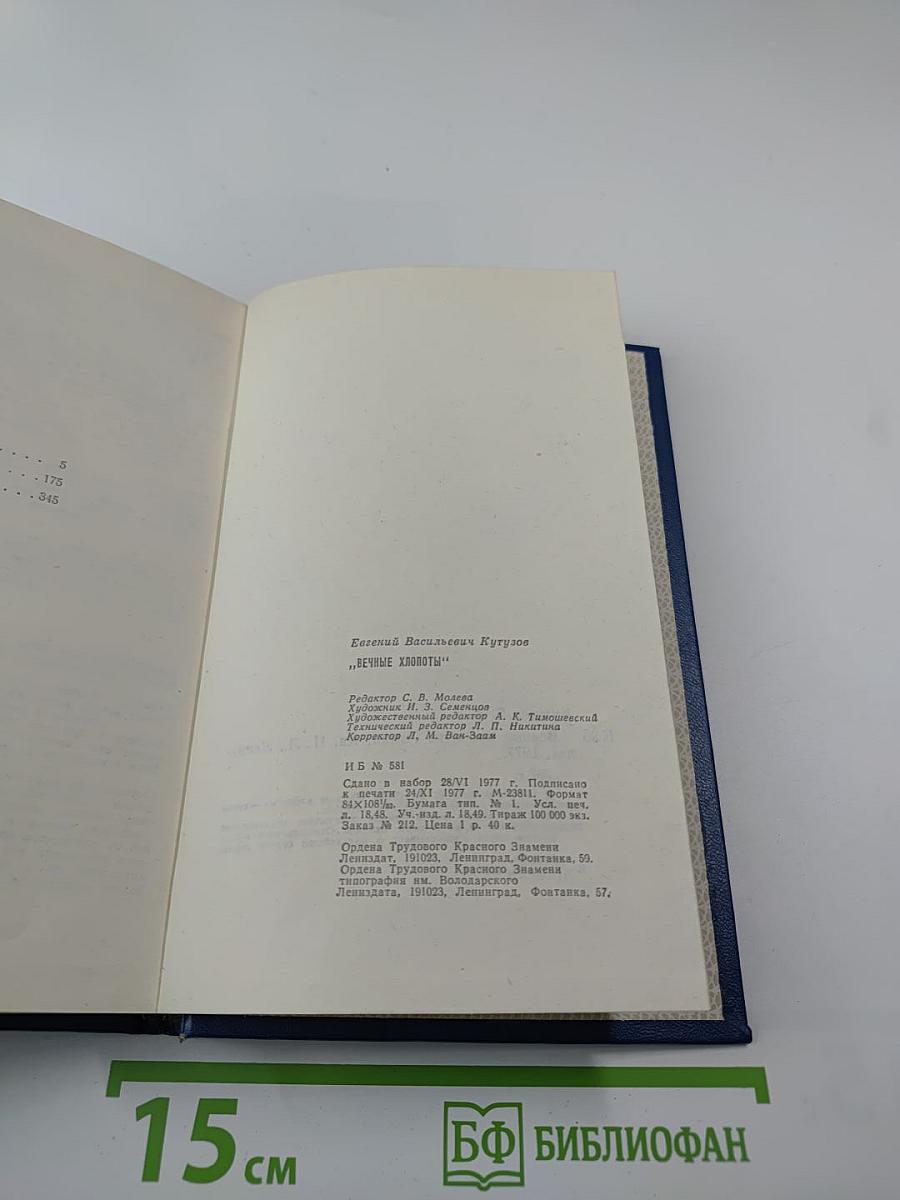 . . . . 5
. . . . 175
. . . . 345
Евгений Васильевич Кутузов
„ВЕЧНЫЕ ХЛОПОТЫ“
Редактор С. В. Молева
Художник И. З. Семенцов
Художественный редактор А. К. Тимошевский
Технический редактор Л. П. Никитина
Корректор Л, М. Ван-Заам
ИБ № 581
Сдано в набор 28/VI 1977 г. Подписано
к печати 24/XI 1977 г. М-23811. Формат
84×108¹/₃₂. Бумага тип. № 1. Усл. печ.
л. 18,48. Уч.-изд. л. 18,49. Тираж 100 000 экз.
Заказ № 212. Цена 1 р. 40 к.
Ордена Трудового Красного Знамени
Лениздат, 191023, Ленинград, Фонтанка, 59.
Ордена Трудового Красного Знамени
типография им. Володарского
Лениздата, 191023, Ленинград, Фонтанка, 57.
15 см
БФ БИБЛИОФАН